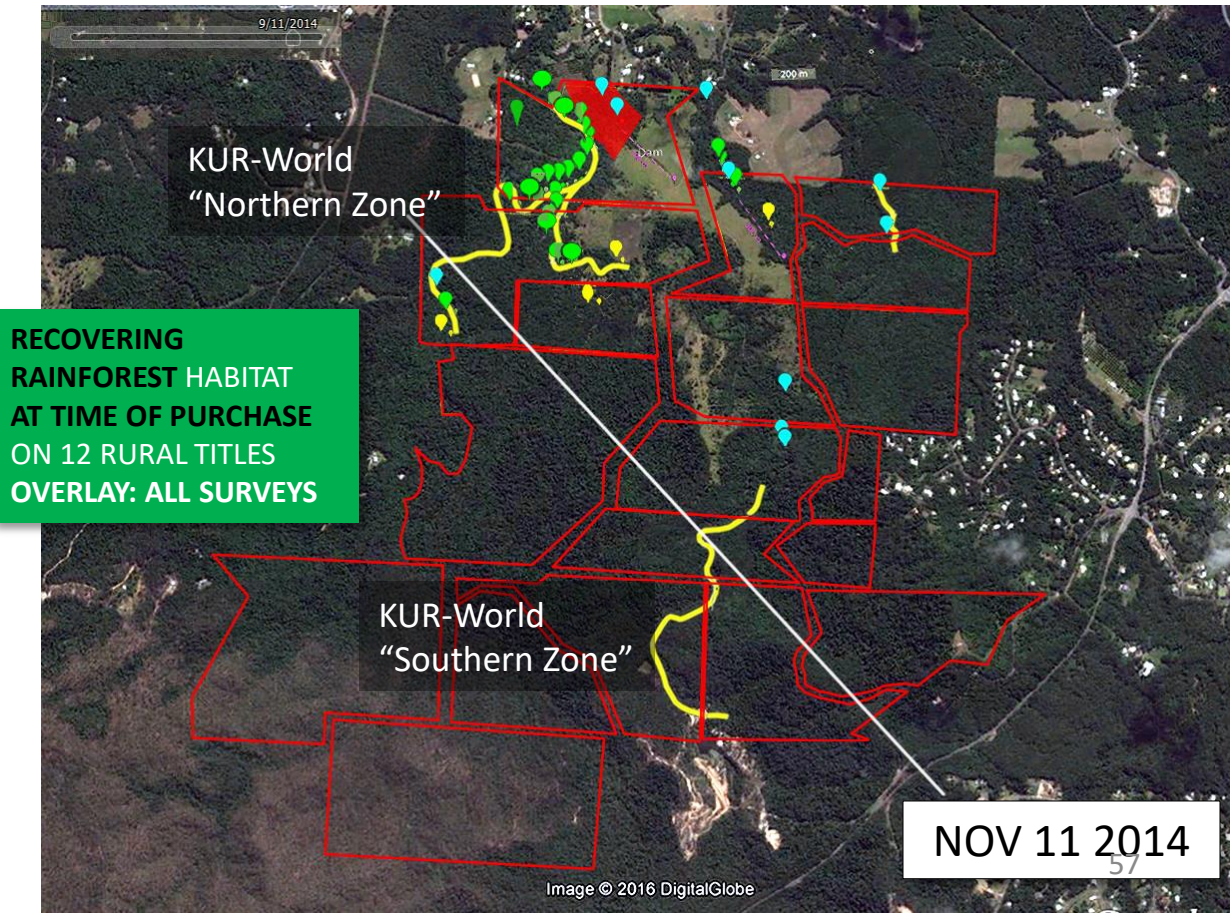 9/11/2014
200 m
KUR-World
“Northern Zone”
Dam
RECOVERING
RAINFOREST HABITAT
AT TIME OF PURCHASE
ON 12 RURAL TITLES
OVERLAY: ALL SURVEYS
KUR-World
“Southern Zone”
NOV 11 2014
57
Image © 2016 DigitalGlobe